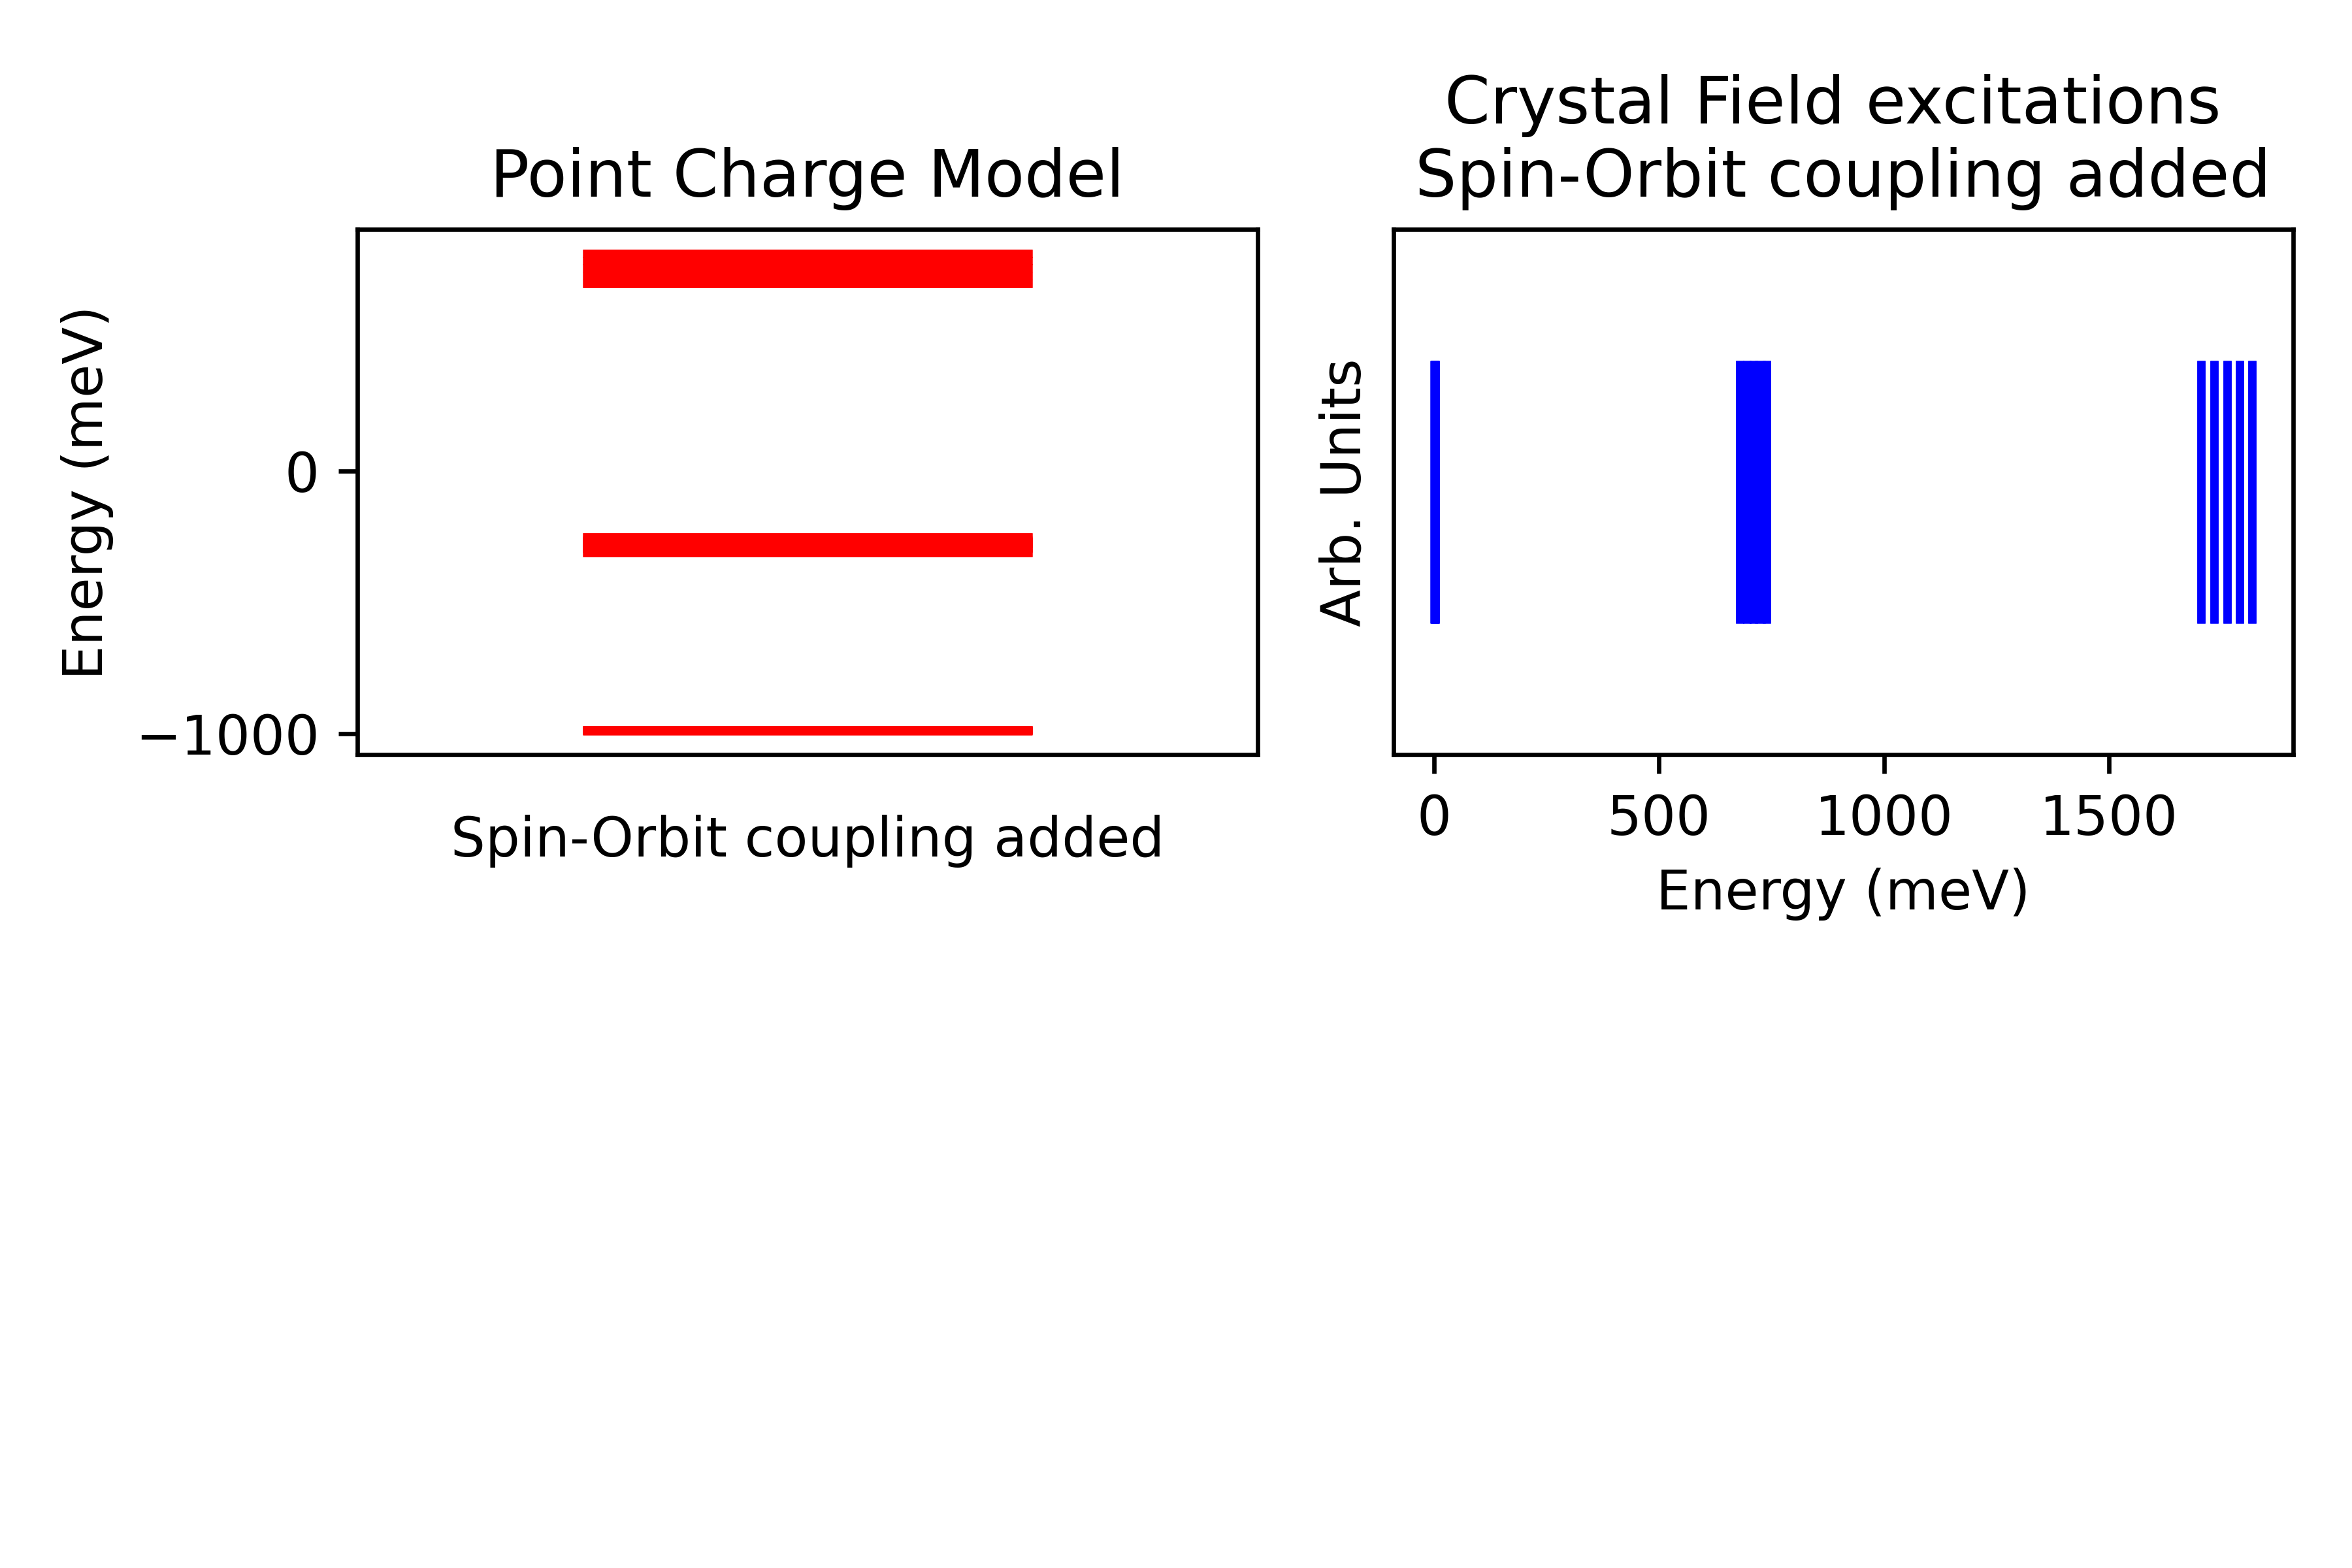 Point Charge Model
Energy (meV)
0
−1000
Spin-Orbit coupling added
Crystal Field excitations
Spin-Orbit coupling added
Arb. Units
0 500 1000 1500
Energy (meV)